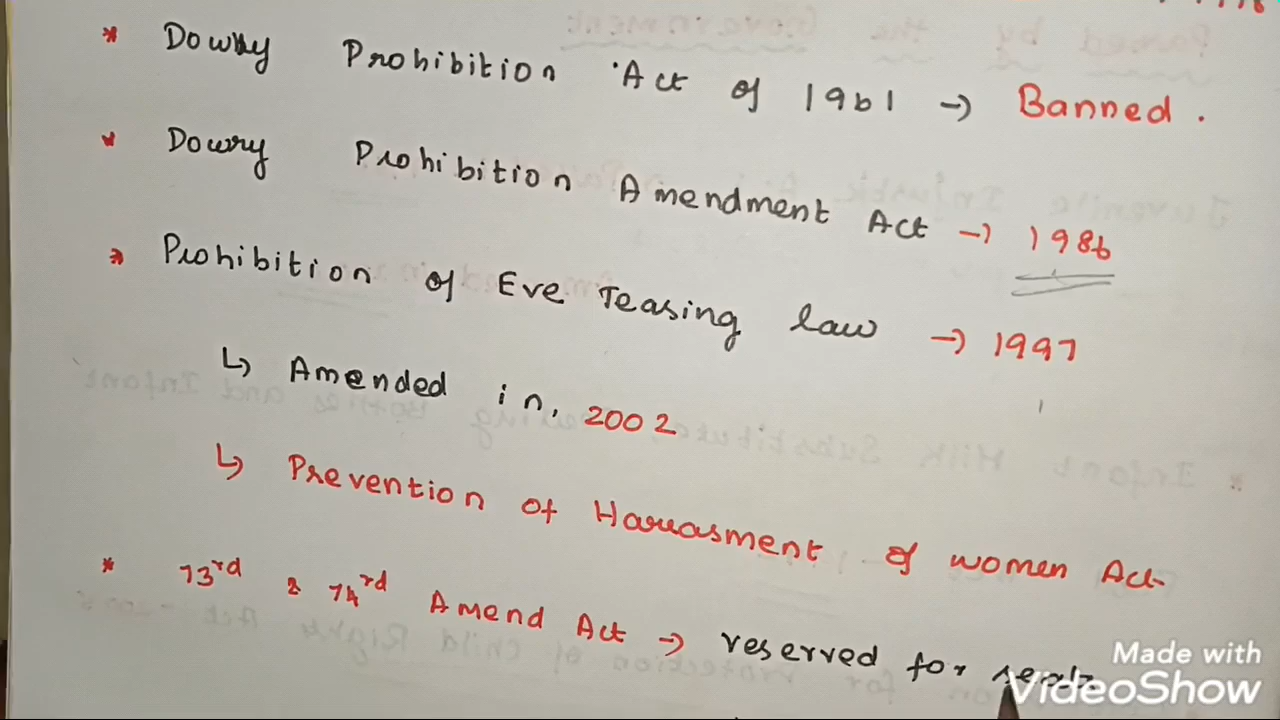 * Dowry Prohibition Act of 1961 → Banned.
* Dowry Prohibition Amendment Act → 1986
* Prohibition of Eve Teasing law → 1997
↳ Amended in, 2002
↳ Prevention of Harrasment of women Act
* 73rd & 74rd Amend Act → reserved for
Made with
VideoShow